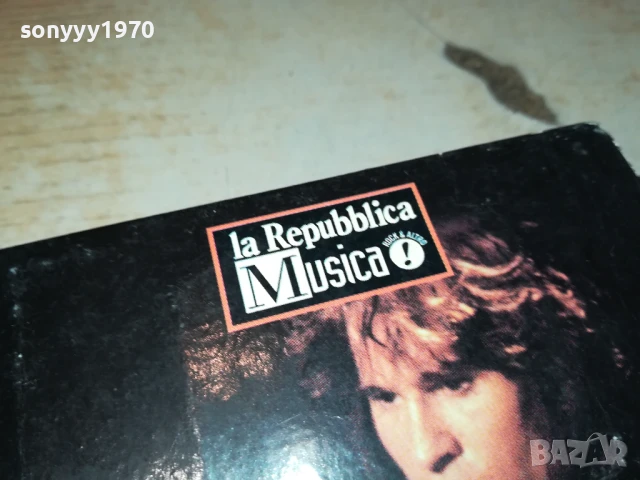 sonyyy1970
la Repubblica
Musica!
ROCK & ALTRO
BAZAR